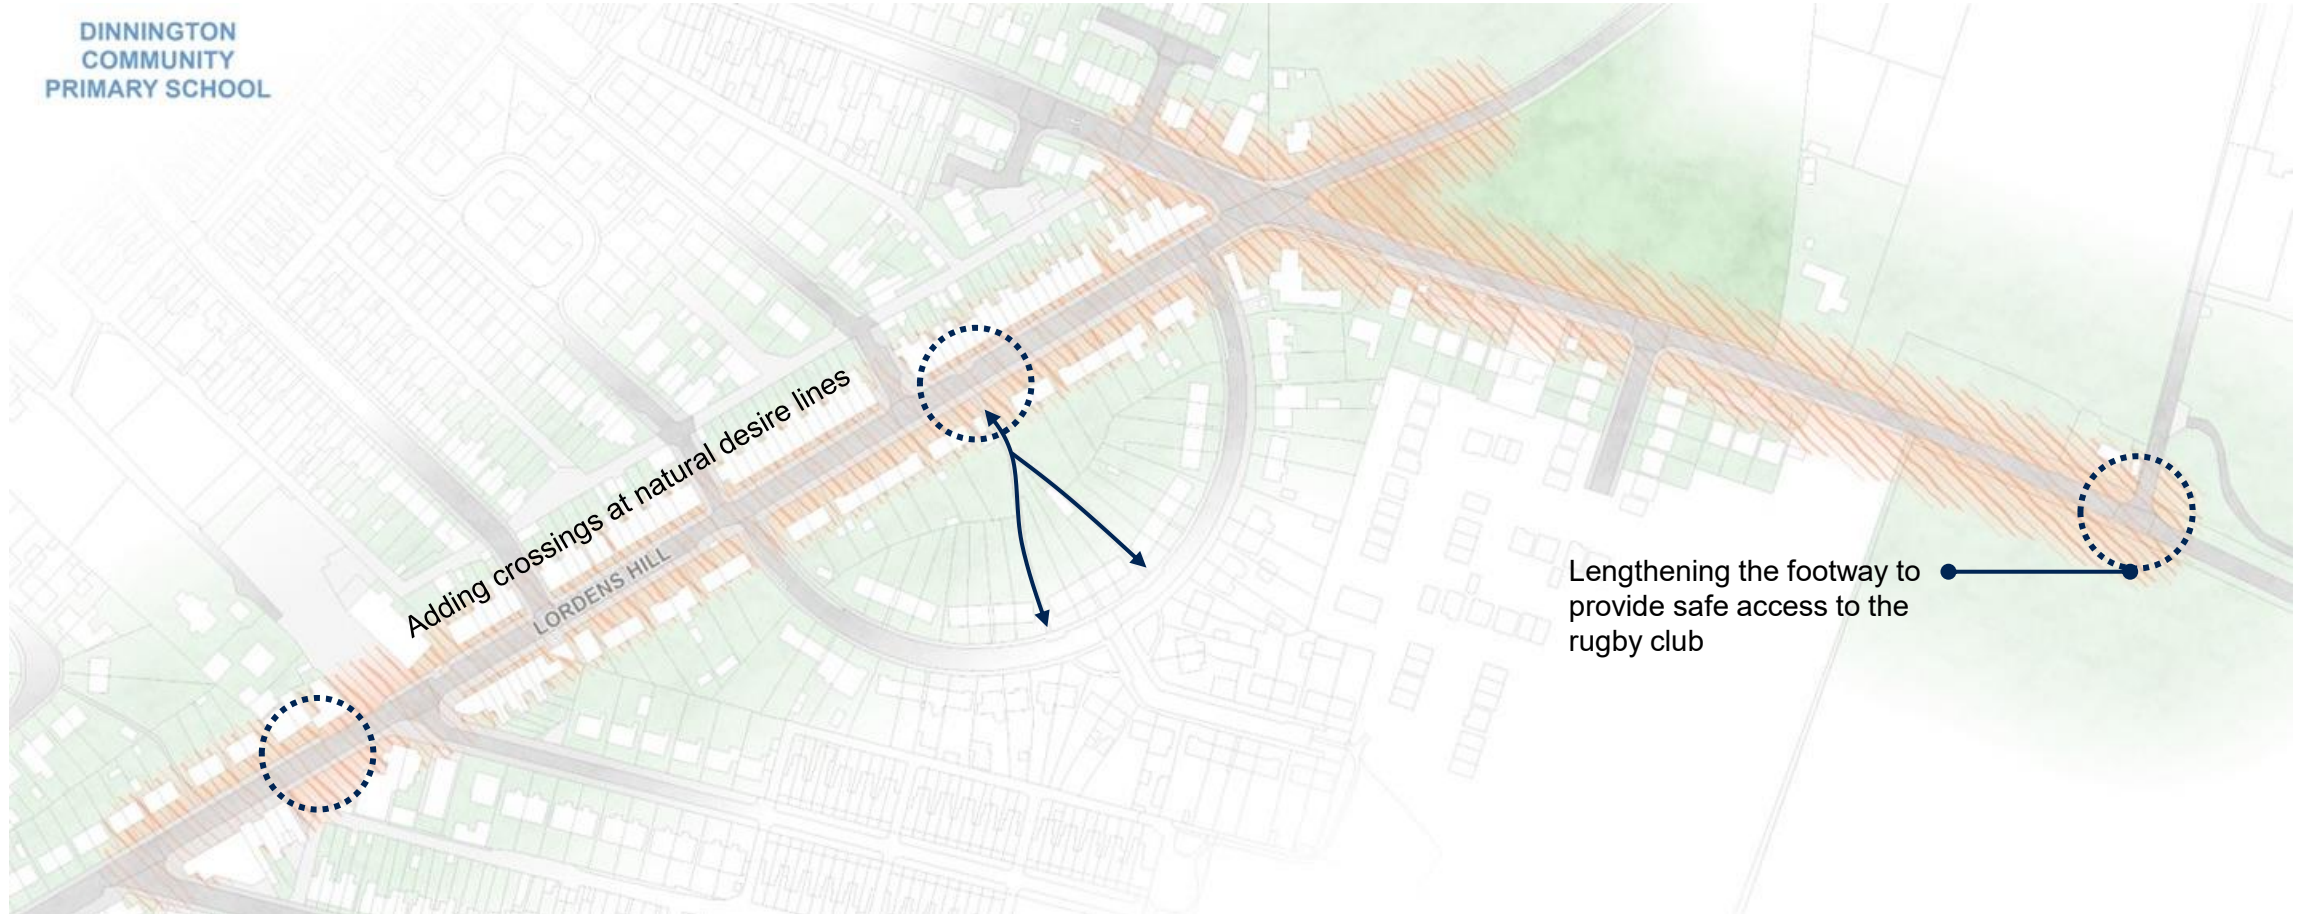 DINNINGTON
COMMUNITY
PRIMARY SCHOOL
Adding crossings at natural desire lines
LORDENS HILL
Lengthening the footway to
provide safe access to the
rugby club